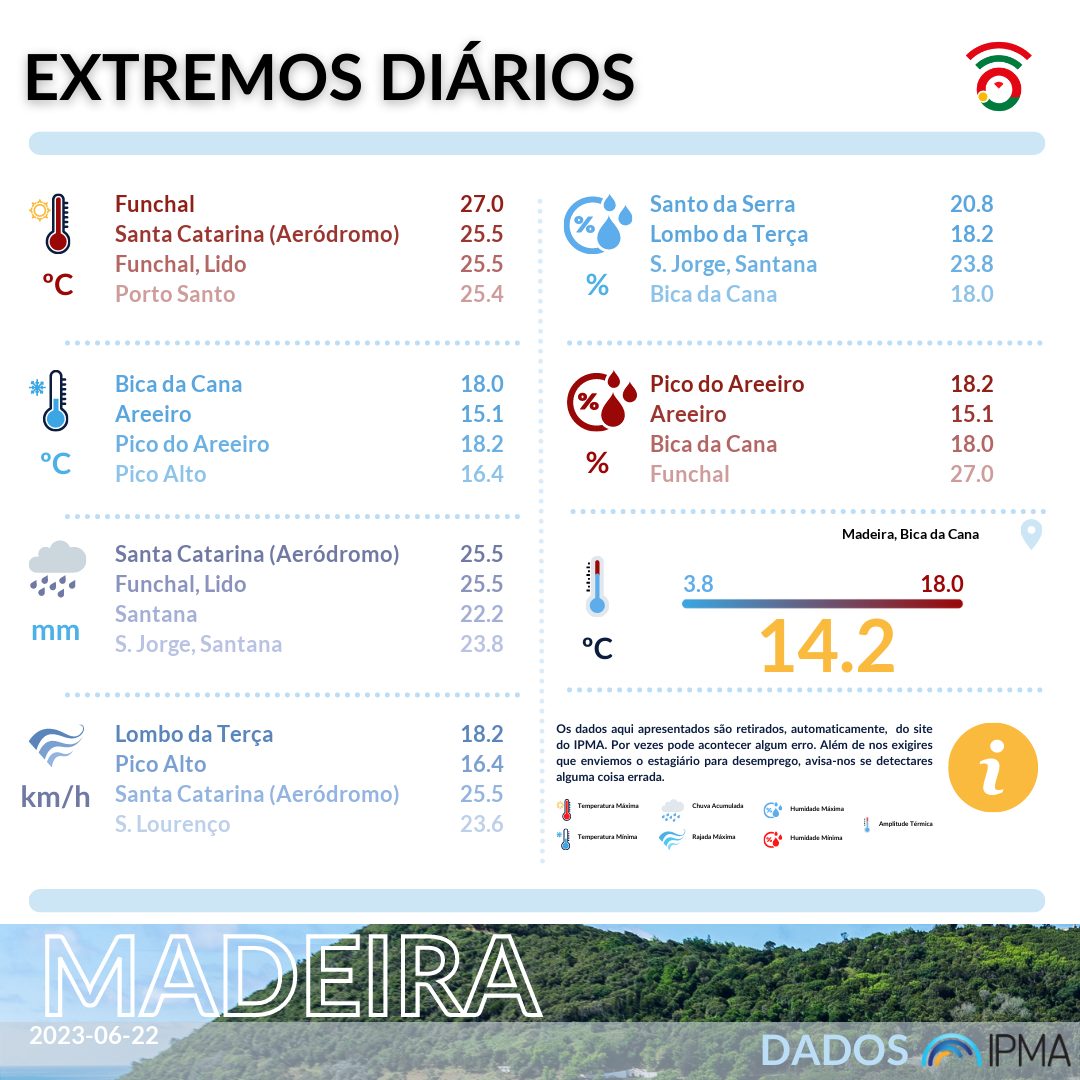 EXTREMOS DIÁRIOS
ºC
Funchal 27.0
Santa Catarina (Aeródromo) 25.5
Funchal, Lido 25.5
Porto Santo 25.4
%
%
Santo da Serra 20.8
Lombo da Terça 18.2
S. Jorge, Santana 23.8
Bica da Cana 18.0
ºC
Bica da Cana 18.0
Areeiro 15.1
Pico do Areeiro 18.2
Pico Alto 16.4
%
%
Pico do Areeiro 18.2
Areeiro 15.1
Bica da Cana 18.0
Funchal 27.0
mm
Santa Catarina (Aeródromo) 25.5
Funchal, Lido 25.5
Santana 22.2
S. Jorge, Santana 23.8
Madeira, Bica da Cana
ºC
3.8 18.0
14.2
km/h
Lombo da Terça 18.2
Pico Alto 16.4
Santa Catarina (Aeródromo) 25.5
S. Lourenço 23.6
Os dados aqui apresentados são retirados, automaticamente, do site
do IPMA. Por vezes pode acontecer algum erro. Além de nos exigires
que enviemos o estagiário para desemprego, avisa-nos se detectares
alguma coisa errada.
i
Temperatura Máxima Chuva Acumulada Humidade Máxima
Amplitude Térmica
Temperatura Mínima Rajada Máxima Humidade Mínima
MADEIRA
2023-06-22
DADOS IPMA